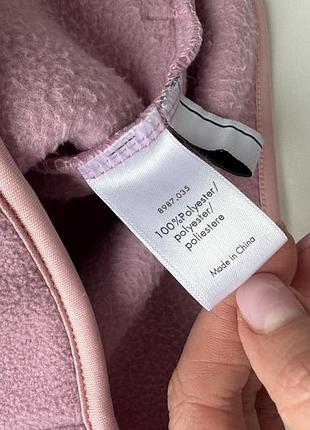 8987.035
100%Polyester/
polyester/
poliestere
Made in China